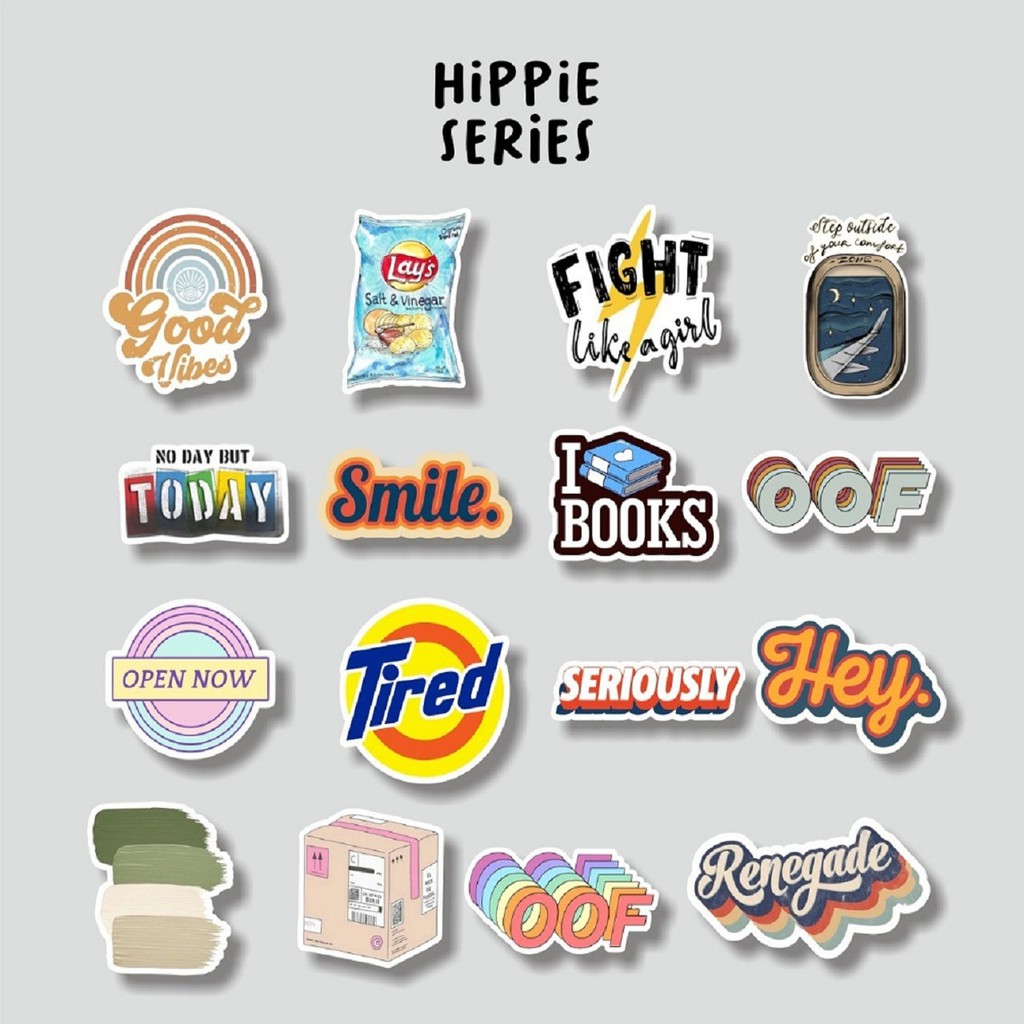 HiPPiE
SERiES
Good
Vibes
Lay's
Salt & Vinegar
FIGHT
like a girl
Step outside
of your comfort
ZONE
NO DAY BUT
TODAY
Smile.
I
BOOKS
OOF
OPEN NOW
Tired
SERIOUSLY
Hey.
OOF
Renegade